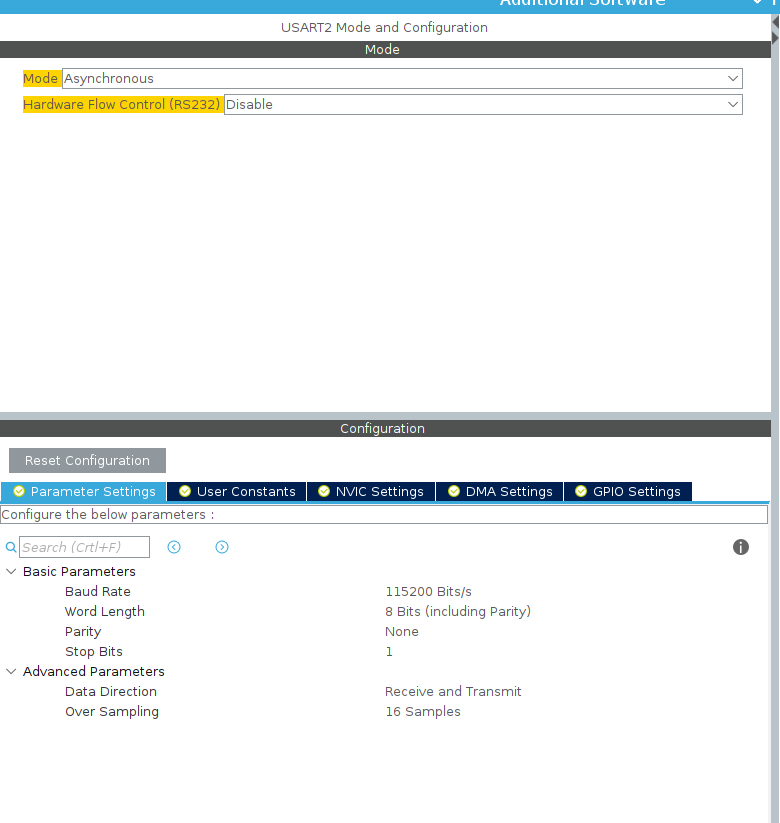 Additional Software
USART2 Mode and Configuration
Mode
Mode Asynchronous
Hardware Flow Control (RS232) Disable
Configuration
Reset Configuration
Parameter Settings User Constants NVIC Settings DMA Settings GPIO Settings
Configure the below parameters :
Search (Crtl+F)
Basic Parameters
Baud Rate 115200 Bits/s
Word Length 8 Bits (including Parity)
Parity None
Stop Bits 1
Advanced Parameters
Data Direction Receive and Transmit
Over Sampling 16 Samples